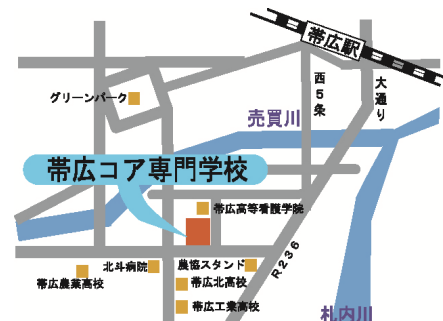 帯広駅
西5条
大通り
グリーンパーク
売買川
帯広コア専門学校
帯広高等看護学院
北斗病院
農協スタンド
R236
帯広農業高校
帯広北高校
帯広工業高校
札内川